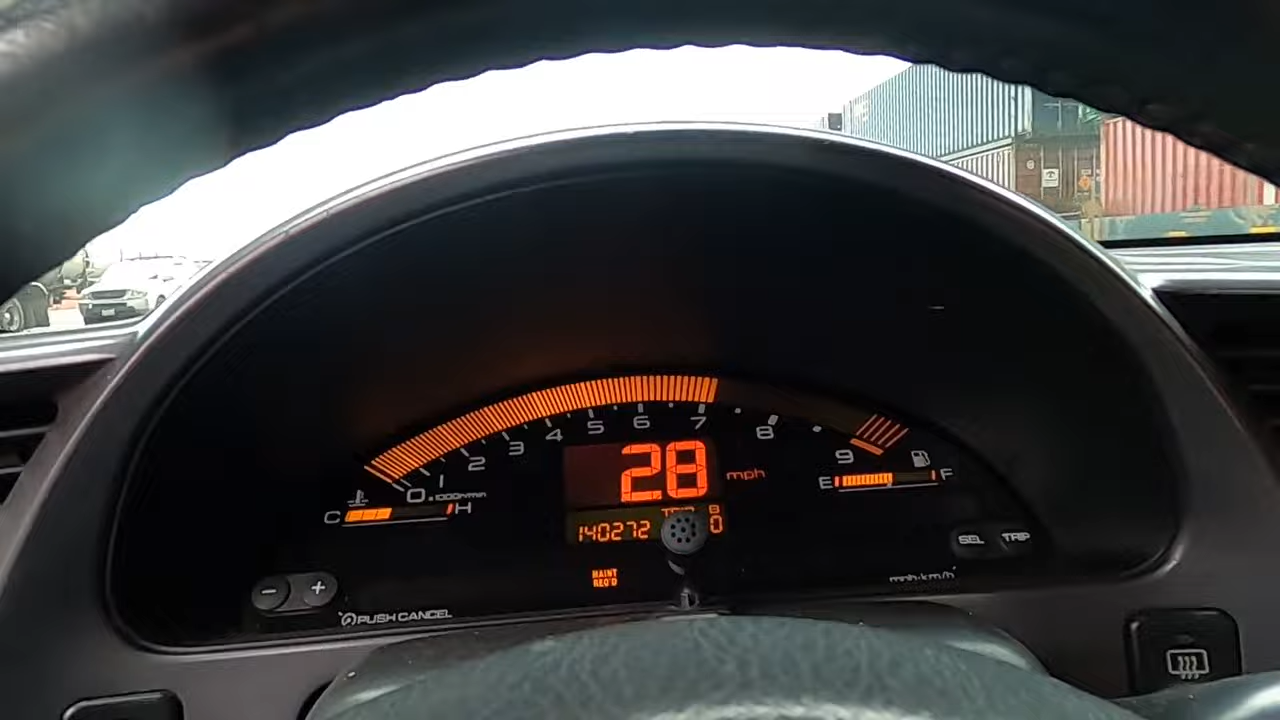 0 1 2 3 4 5 6 7 8 9
.1000r/min
28 mph
C H
E F
TRIP B
140272 0
MAINT
REQ'D
SEL TRIP
mph·km/h
- +
PUSH CANCEL